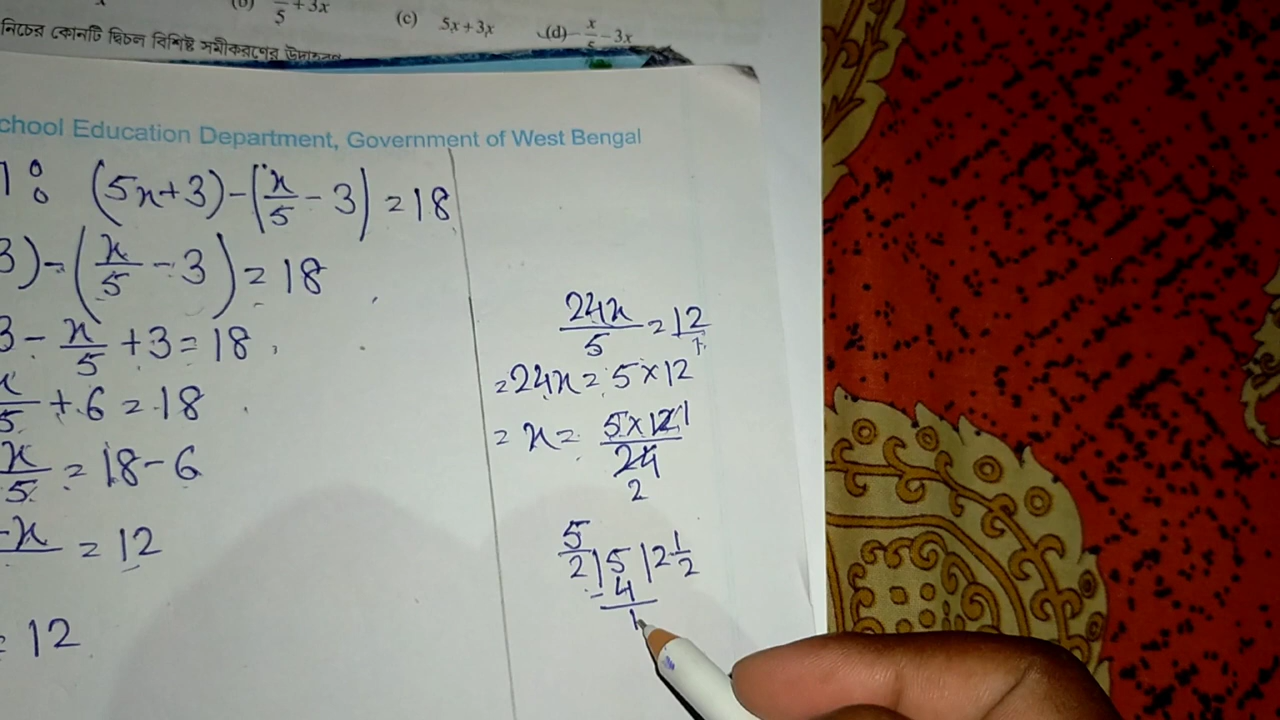 5 + 3x
(c) 5x + 3x
(d) - x/5 - 3x
নিচের কোনটি দ্বিচল বিশিষ্ট সমীকরণের
chool Education Department, Government of West Bengal
(5x+3)-(x/5 - 3) = 18
3)-(x/5 - 3) = 18
3 - x/5 + 3 = 18
x/5 + 6 = 18
x/5 = 18 - 6
-x = 12
= 12
24x/5 = 12/1
= 24x = 5 × 12
= x = 5 × 12 1/24
2
5/2
2) 5 | 2 1/2
- 4
1